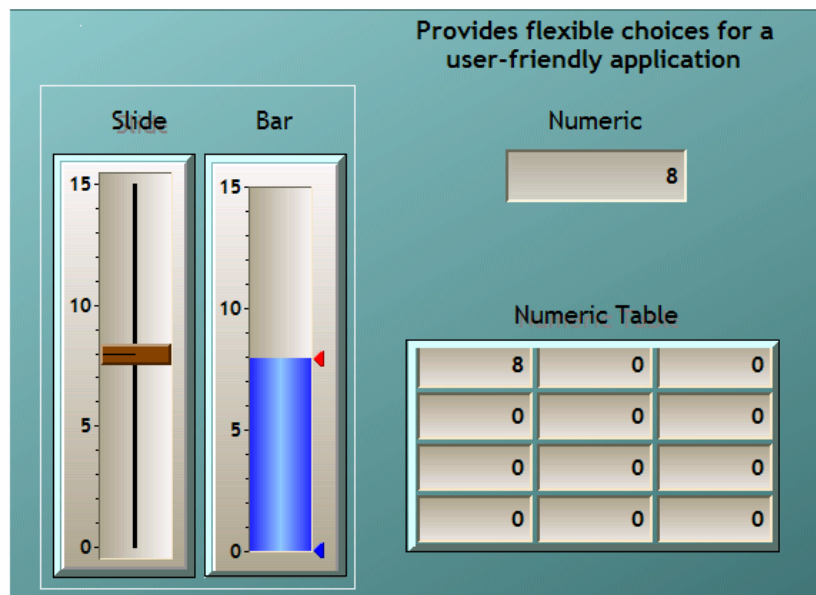 Provides flexible choices for a
user-friendly application
Slide
Bar
Numeric
15
10
5
0
15
10
5
0
8
Numeric Table
8 0 0
0 0 0
0 0 0
0 0 0